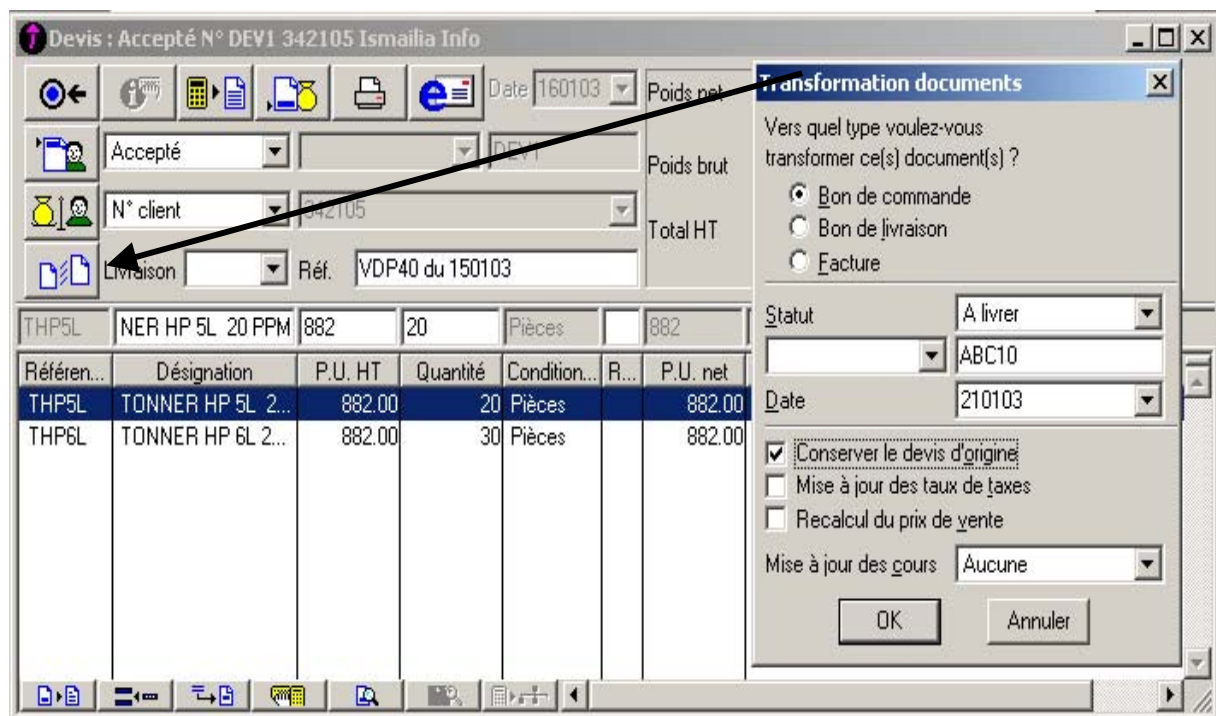 Devis : Accepté N° DEV1 342105 Ismailia Info
Date 160103
Poids net
Accepté
DEV1
Poids brut
N° client
342105
Total HT
Livraison
Réf.
VDP40 du 150103
THP5L
NER HP 5L 20 PPM
882
20
Pièces
882
Référen...
Désignation
P.U. HT
Quantité
Condition...
R...
P.U. net
THP5L
TONNER HP 5L 2...
882.00
20
Pièces
882.00
THP6L
TONNER HP 6L 2...
882.00
30
Pièces
882.00
Transformation documents
Vers quel type voulez-vous
transformer ce(s) document(s) ?
Bon de commande
Bon de livraison
Facture
Statut
A livrer
ABC10
Date
210103
Conserver le devis d'origine
Mise à jour des taux de taxes
Recalcul du prix de vente
Mise à jour des cours
Aucune
OK
Annuler